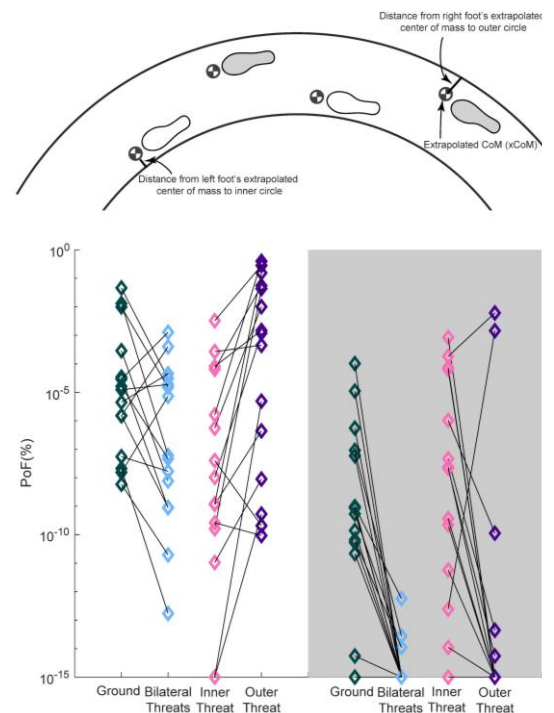 Distance from right foot's extrapolated
center of mass to outer circle
Extrapolated CoM (xCoM)
Distance from left foot's extrapolated
center of mass to inner circle
10⁰
10⁻⁵
10⁻¹⁰
10⁻¹⁵
PoF(%)
Ground Bilateral Inner Outer Ground Bilateral Inner Outer
Threats Threat Threat Threats Threat Threat